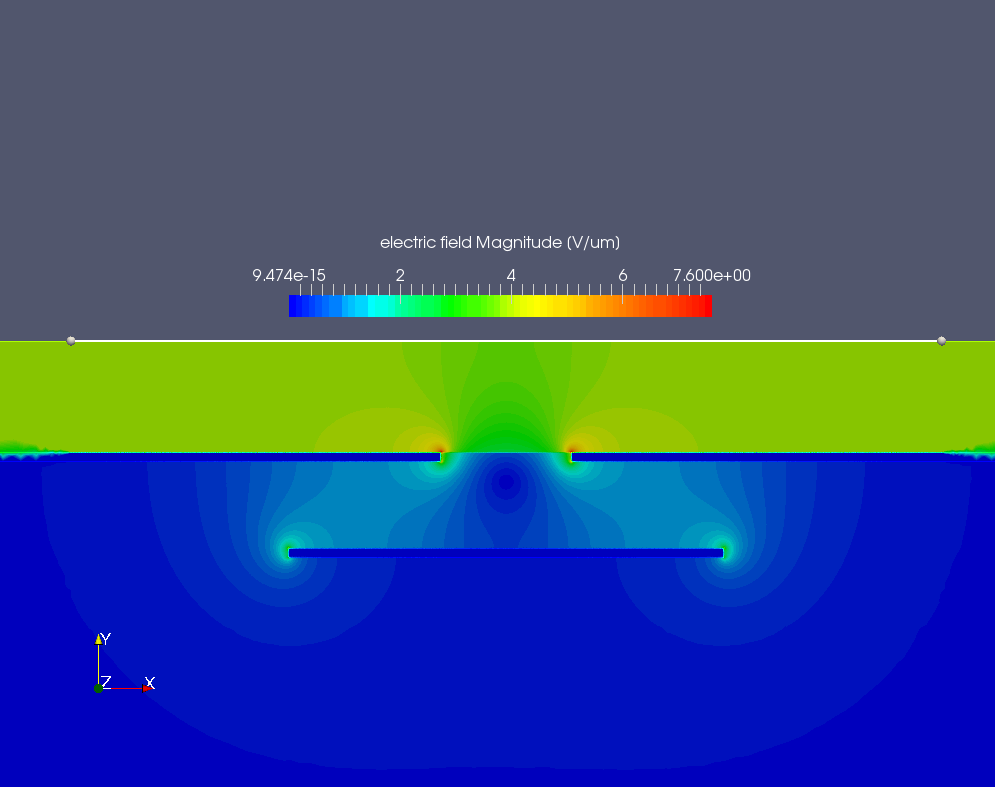 electric field Magnitude (V/um)
9.474e-15 2 4 6 7.600e+00
Y
Z X